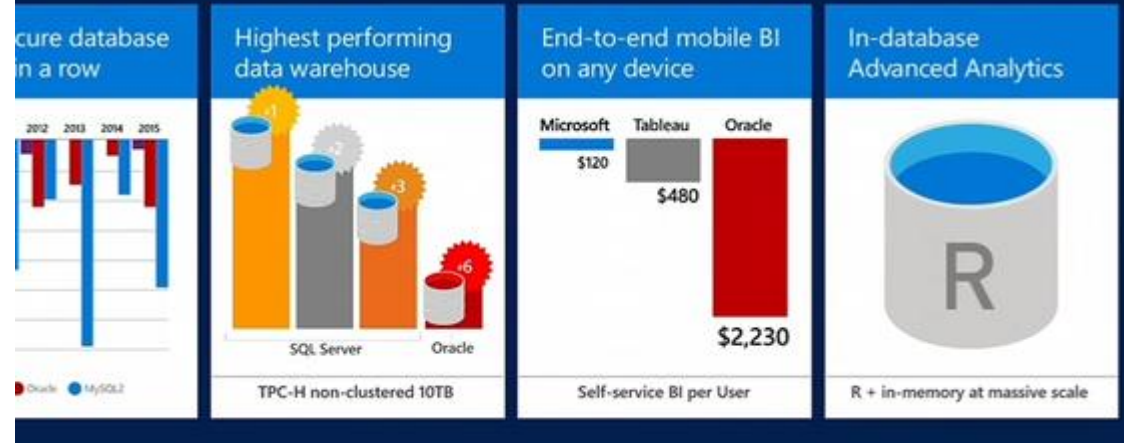 cure database
in a row
2012 2013 2014 2015
Oracle MySQL2
Highest performing
data warehouse
#1
#2
#3
#6
SQL Server Oracle
TPC-H non-clustered 10TB
End-to-end mobile BI
on any device
Microsoft Tableau Oracle
$120
$480
$2,230
Self-service BI per User
In-database
Advanced Analytics
R
R + in-memory at massive scale